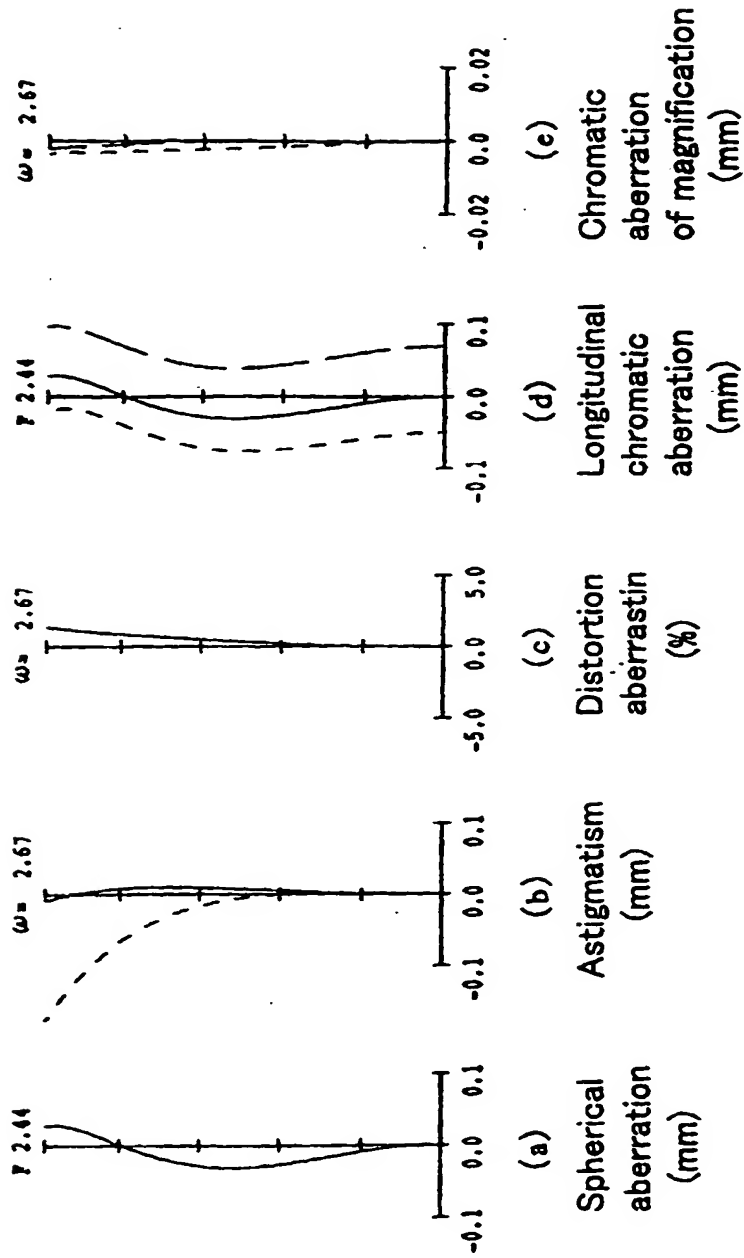 F 2.44
-0.1 0.0 0.1
(a)
Spherical
aberration
(mm)
ω= 2.67
-0.1 0.0 0.1
(b)
Astigmatism
(mm)
ω= 2.67
-5.0 0.0 5.0
(c)
Distortion
aberrastin
(%)
F 2.44
-0.1 0.0 0.1
(d)
Longitudinal
chromatic
aberration
(mm)
ω= 2.67
-0.02 0.0 0.02
(e)
Chromatic
aberration
of magnification
(mm)